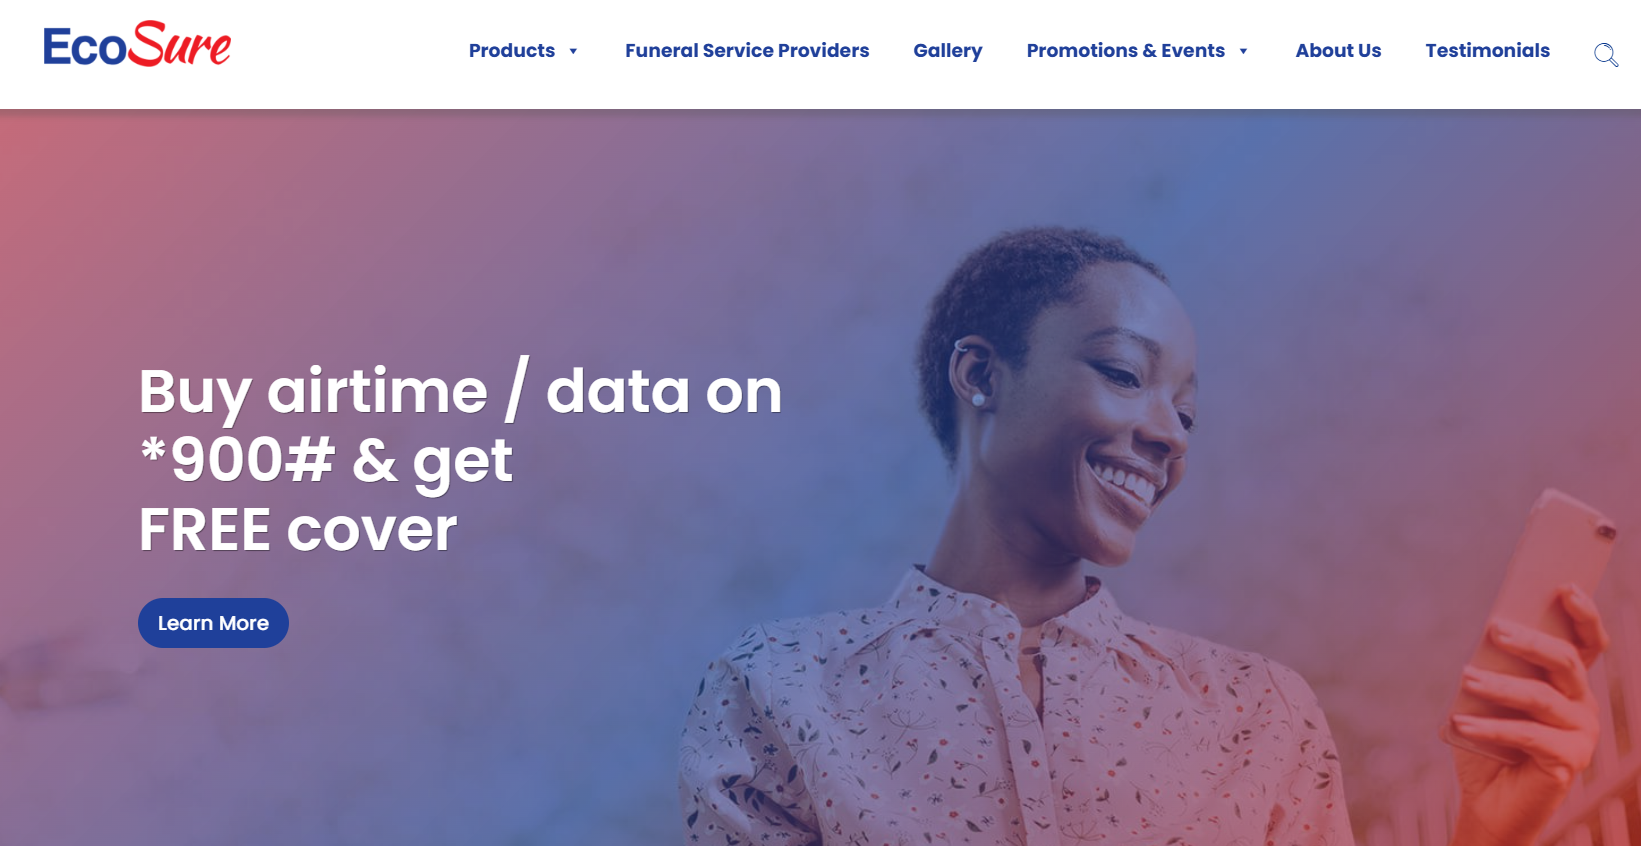 EcoSure
Products
Funeral Service Providers
Gallery
Promotions & Events
About Us
Testimonials
Buy airtime / data on
*900# & get
FREE cover
Learn More